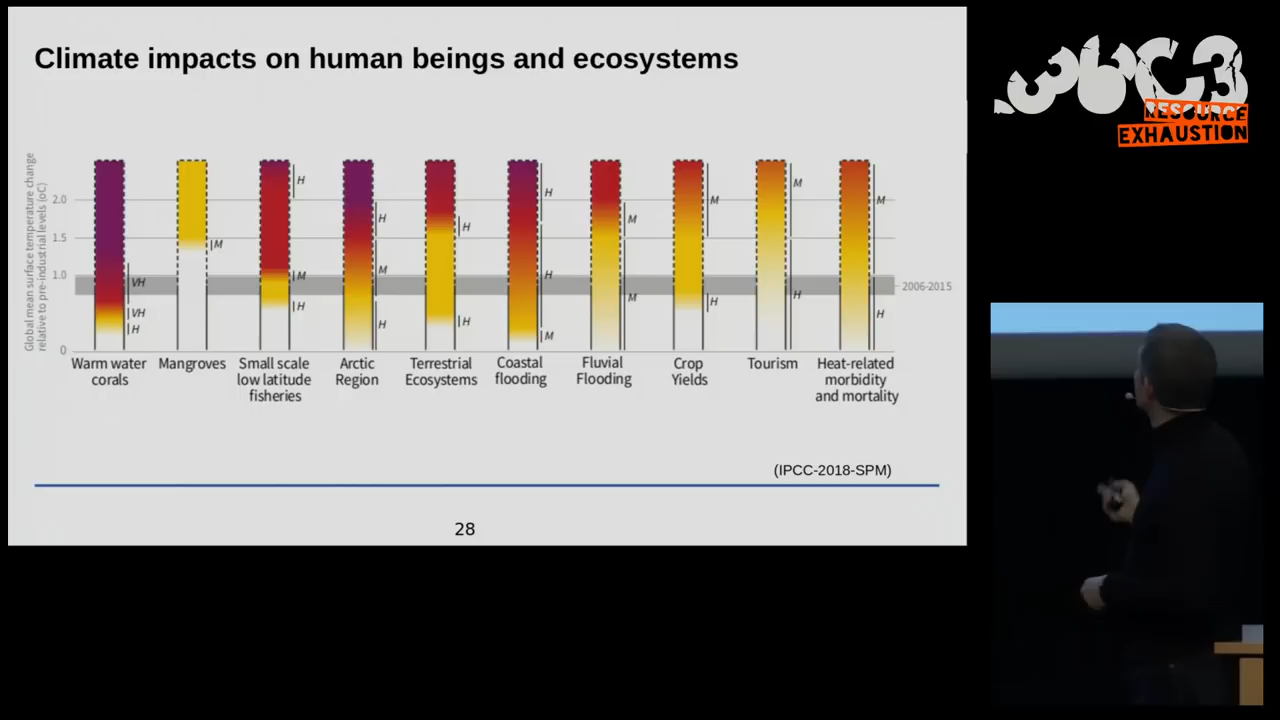 Climate impacts on human beings and ecosystems
36C3
RESOURCE
EXHAUSTION
Global mean surface temperature change
relative to pre-industrial levels (oC)
2.0
1.5
1.0
0
VH
VH
H
M
H
M
H
H
M
H
H
H
H
H
M
M
M
M
H
M
H
M
H
2006-2015
Warm water
corals
Mangroves
Small scale
low latitude
fisheries
Arctic
Region
Terrestrial
Ecosystems
Coastal
flooding
Fluvial
Flooding
Crop
Yields
Tourism
Heat-related
morbidity
and mortality
(IPCC-2018-SPM)
28